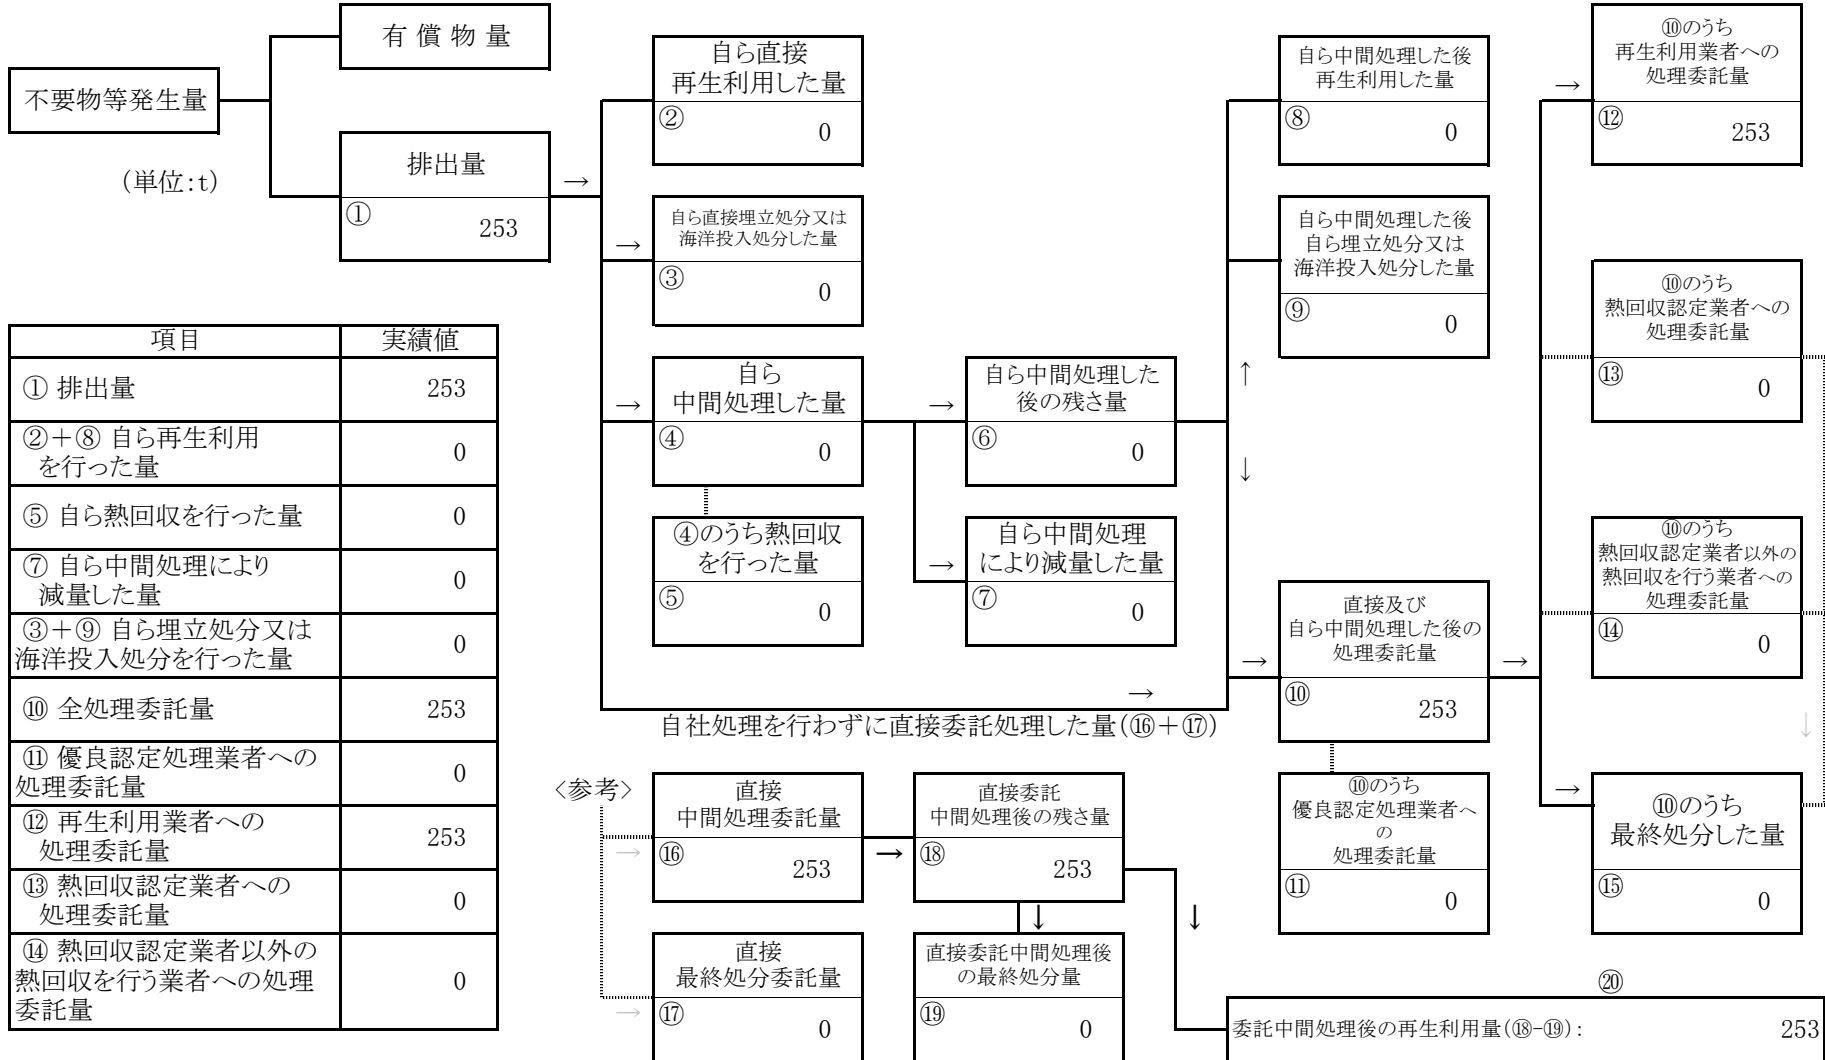 有 償 物 量
不要物等発生量
(単位:t)
排出量
①
253
→
自ら直接
再生利用した量
②
0
→
自ら直接埋立処分又は
海洋投入処分した量
③
0
→
自ら
中間処理した量
④
0
④のうち熱回収
を行った量
⑤
0
→
自ら中間処理した
後の残さ量
⑥
0
→
自ら中間処理
により減量した量
⑦
0
自ら中間処理した後
再生利用した量
⑧
0
自ら中間処理した後
自ら埋立処分又は
海洋投入処分した量
⑨
0
↑
↓
→
自社処理を行わずに直接委託処理した量(⑯+⑰)
→
直接及び
自ら中間処理した後の
処理委託量
⑩
253
→
⑩のうち
優良認定処理業者へ
の
処理委託量
⑪
0
→
⑩のうち
再生利用業者への
処理委託量
⑫
253
⑩のうち
熱回収認定業者への
処理委託量
⑬
0
⑩のうち
熱回収認定業者以外の
熱回収を行う業者への
処理委託量
⑭
0
↓
→
⑩のうち
最終処分した量
⑮
0
項目 実績値
① 排出量 253
②+⑧ 自ら再生利用
を行った量 0
⑤ 自ら熱回収を行った量 0
⑦ 自ら中間処理により
減量した量 0
③+⑨ 自ら埋立処分又は
海洋投入処分を行った量 0
⑩ 全処理委託量 253
⑪ 優良認定処理業者への
処理委託量 0
⑫ 再生利用業者への
処理委託量 253
⑬ 熱回収認定業者への
処理委託量 0
⑭ 熱回収認定業者以外の
熱回収を行う業者への処理
委託量 0
<参考>
→
直接
中間処理委託量
⑯
253
→
直接委託
中間処理後の残さ量
⑱
253
↓
↓
→
直接
最終処分委託量
⑰
0
直接委託中間処理後
の最終処分量
⑲
0
⑳
委託中間処理後の再生利用量(⑱-⑲): 253